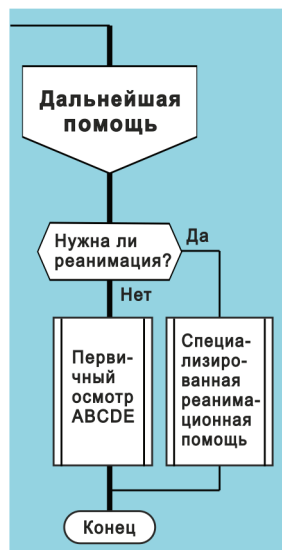 Дальнейшая
помощь
Нужна ли
реанимация?
Да
Нет
Перви-
чный
осмотр
ABCDE
Специа-
лизиро-
ванная
реанима-
ционная
помощь
Конец